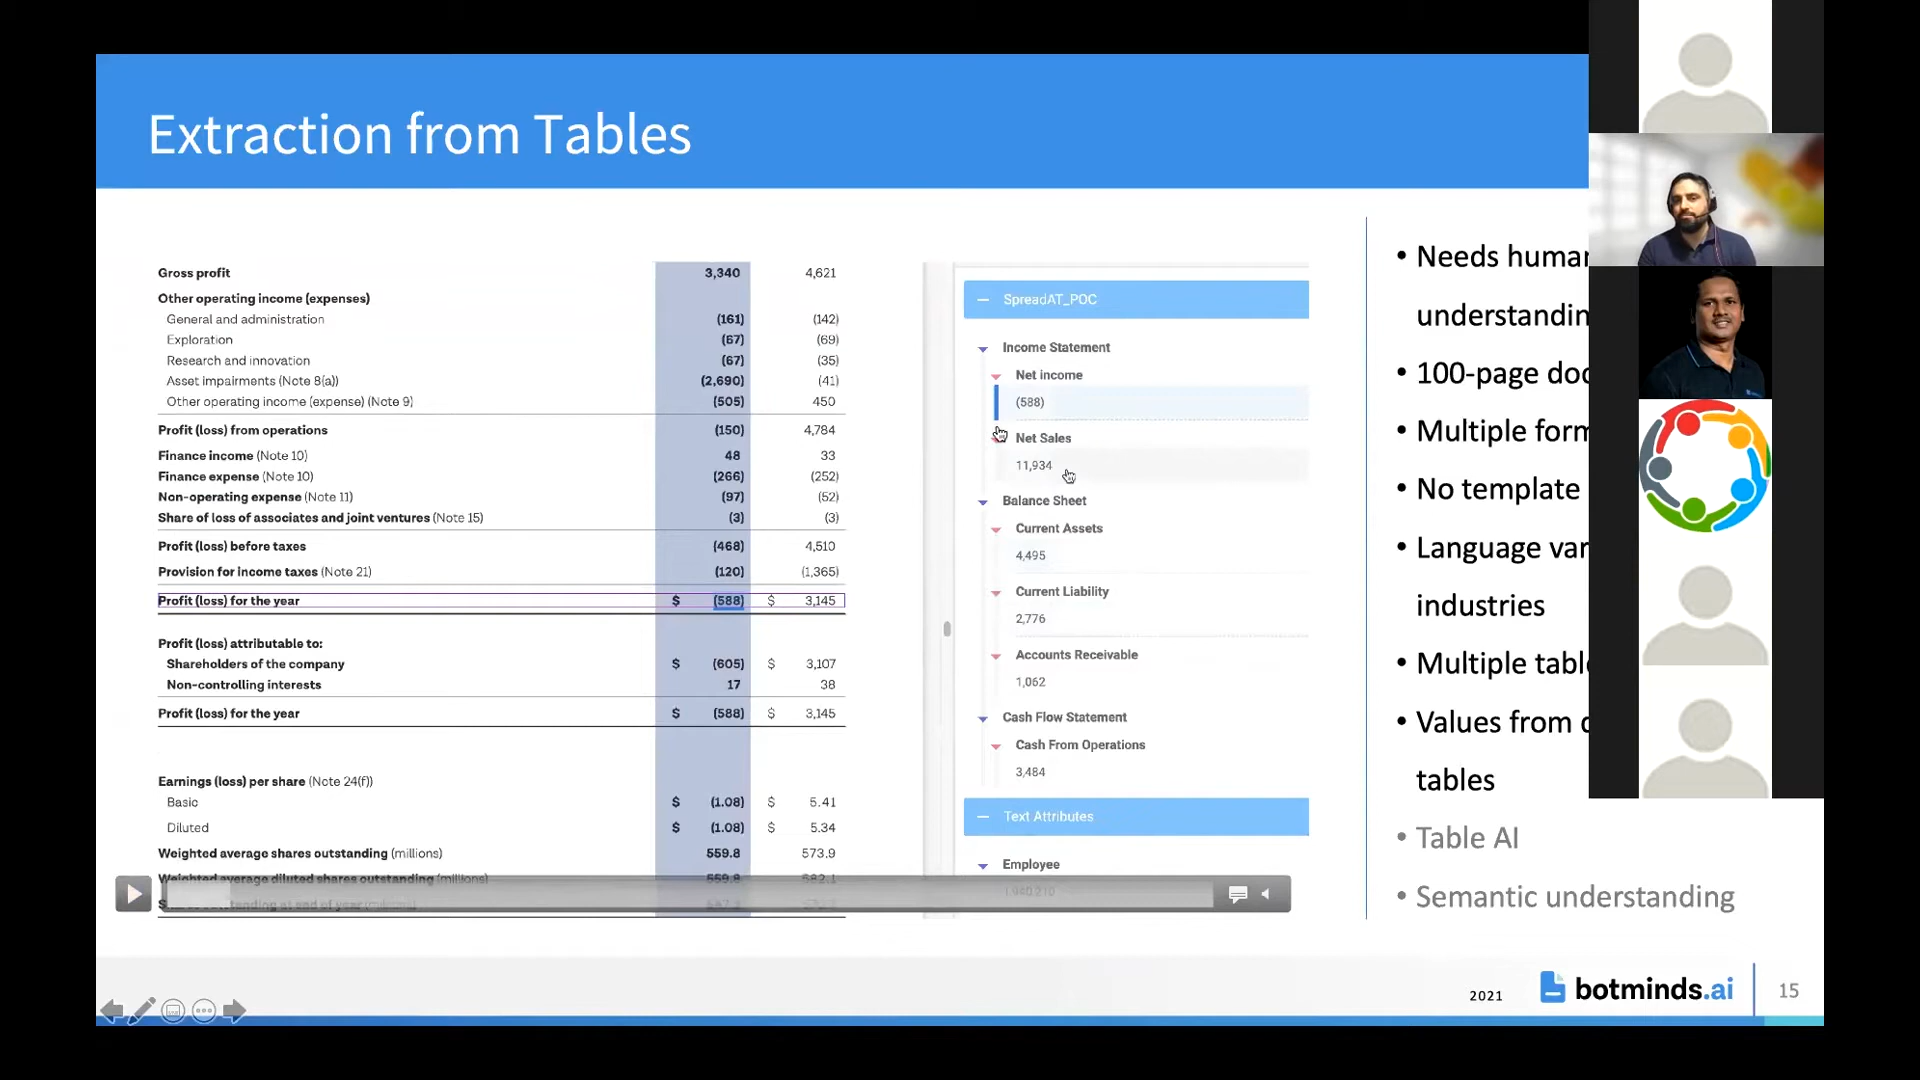 Extraction from Tables
Gross profit 3,340 4,621
Other operating income (expenses)
General and administration (161) (142)
Exploration (67) (69)
Research and innovation (67) (35)
Asset impairments (Note 8(a)) (2,690) (41)
Other operating income (expense) (Note 9) (505) 450
Profit (loss) from operations (150) 4,784
Finance income (Note 10) 48 33
Finance expense (Note 10) (266) (252)
Non-operating expense (Note 11) (97) (52)
Share of loss of associates and joint ventures (Note 15) (3) (3)
Profit (loss) before taxes (468) 4,510
Provision for income taxes (Note 21) (120) (1,365)
Profit (loss) for the year $ (588) $ 3,145
Profit (loss) attributable to:
Shareholders of the company $ (605) $ 3,107
Non-controlling interests 17 38
Profit (loss) for the year $ (588) $ 3,145
Earnings (loss) per share (Note 24(f))
Basic $ (1.08) $ 5.41
Diluted $ (1.08) $ 5.34
Weighted average shares outstanding (millions) 559.8 573.9
Weighted average diluted shares outstanding (millions) 559.8 582.1
SpreadAT_POC
Income Statement
Net income
(588)
Net Sales
11,934
Balance Sheet
Current Assets
4,495
Current Liability
2,776
Accounts Receivable
1,062
Cash Flow Statement
Cash From Operations
3,484
Text Attributes
Employee
• Needs human
understandin
• 100-page doc
• Multiple form
• No template
• Language var
industries
• Multiple table
• Values from
tables
• Table AI
• Semantic understanding
2021 botminds.ai 15